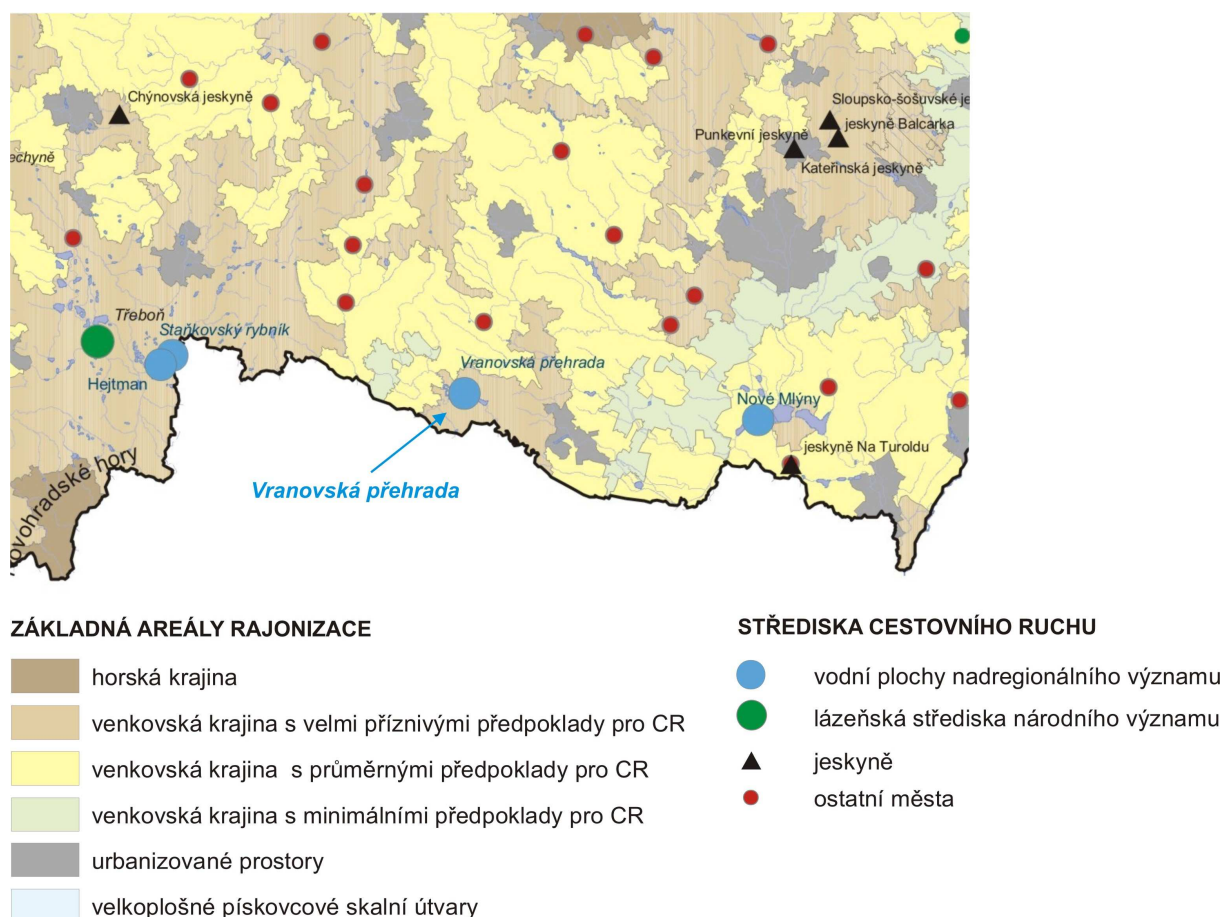 Chýnovská jeskyně
Sloupsko-šošuvské je
jeskyně Balcarka
Punkevní jeskyně
Kateřinská jeskyně
echyně
Třeboň
Staňkovský rybník
Hejtman
Vranovská přehrada
Nové Mlýny
jeskyně Na Turoldu
ovohradské hory
Vranovská přehrada
ZÁKLADNÁ AREÁLY RAJONIZACE
horská krajina
venkovská krajina s velmi příznivými předpoklady pro CR
venkovská krajina s průměrnými předpoklady pro CR
venkovská krajina s minimálními předpoklady pro CR
urbanizované prostory
velkoplošné pískovcové skalní útvary
STŘEDISKA CESTOVNÍHO RUCHU
vodní plochy nadregionálního významu
lázeňská střediska národního významu
jeskyně
ostatní města